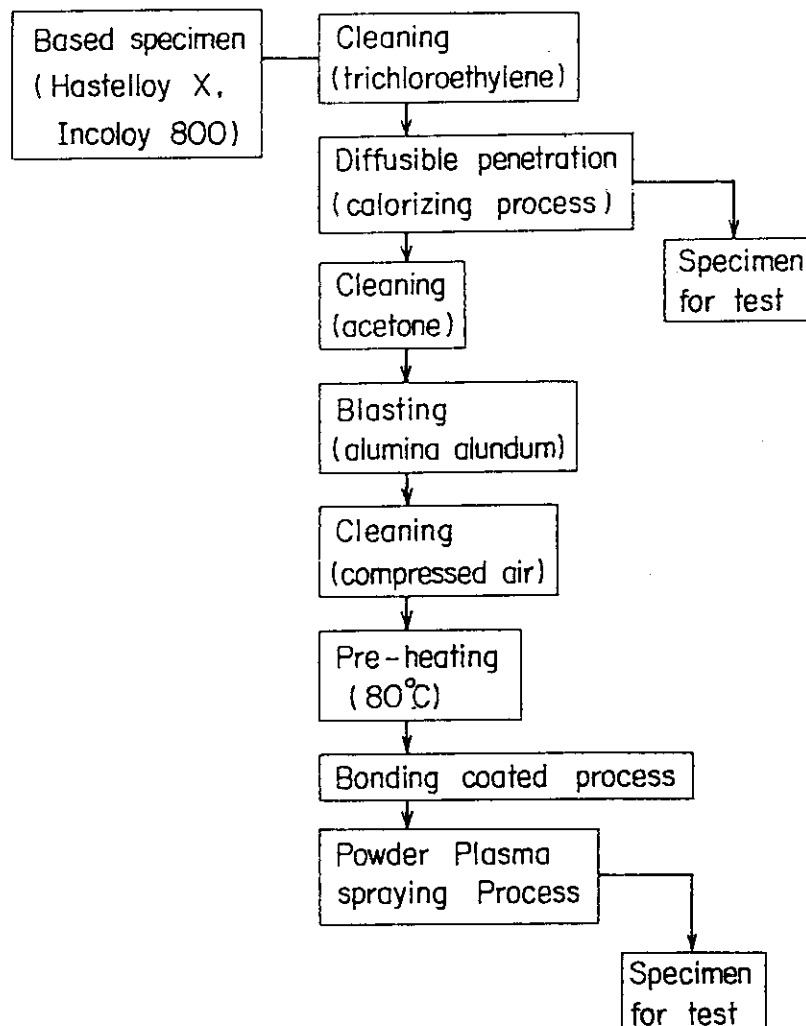 Based specimen
(Hastelloy X,
Incoloy 800)
Cleaning
(trichloroethylene)
Diffusible penetration
(calorizing process)
Specimen
for test
Cleaning
(acetone)
Blasting
(alumina alundum)
Cleaning
(compressed air)
Pre-heating
(80°C)
Bonding coated process
Powder Plasma
spraying Process
Specimen
for test